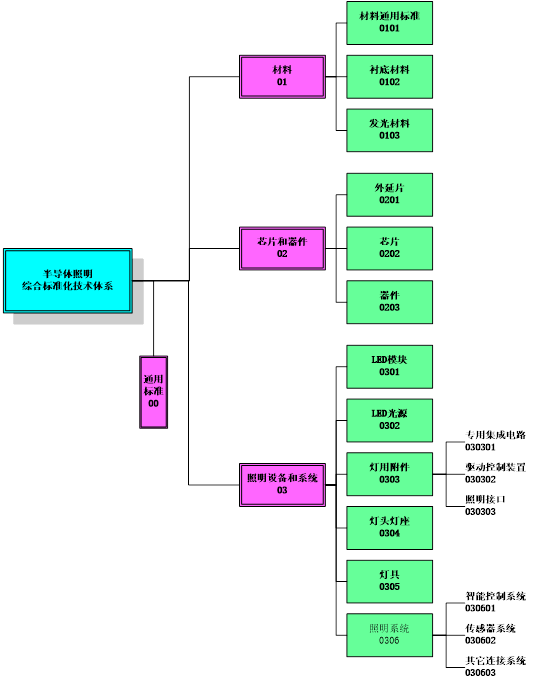 半导体照明
综合标准化技术体系
通用
标准
00
材料
01
材料通用标准
0101
衬底材料
0102
发光材料
0103
芯片和器件
02
外延片
0201
芯片
0202
器件
0203
照明设备和系统
03
LED模块
0301
LED光源
0302
灯用附件
0303
专用集成电路
030301
驱动控制装置
030302
照明接口
030303
灯头灯座
0304
灯具
0305
照明系统
0306
智能控制系统
030601
传感器系统
030602
其它连接系统
030603